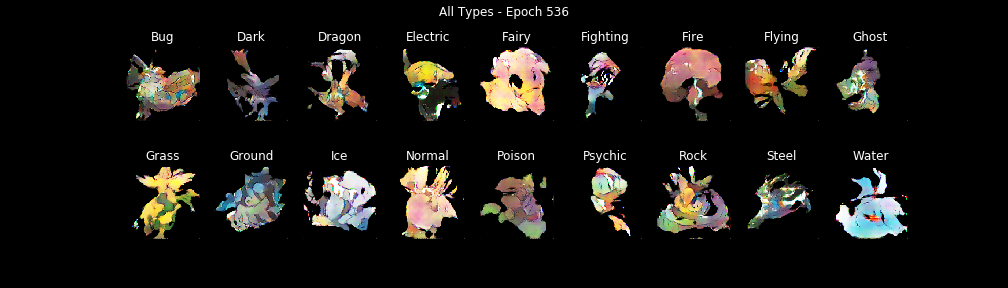 All Types - Epoch 536
Bug Dark Dragon Electric Fairy Fighting Fire Flying Ghost
Grass Ground Ice Normal Poison Psychic Rock Steel Water